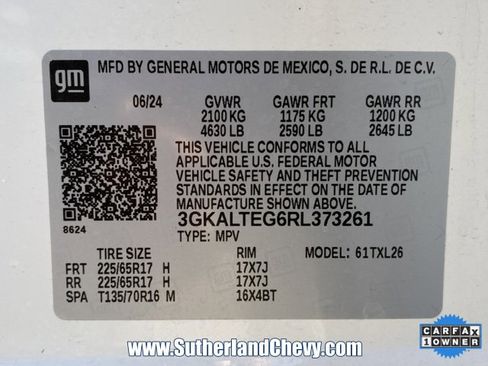 gm
MFD BY GENERAL MOTORS DE MEXICO, S. DE R.L. DE C.V.
06/24 GVWR GAWR FRT GAWR RR
2100 KG 1175 KG 1200 KG
4630 LB 2590 LB 2645 LB
THIS VEHICLE CONFORMS TO ALL
APPLICABLE U.S. FEDERAL MOTOR
VEHICLE SAFETY AND THEFT PREVENTION
STANDARDS IN EFFECT ON THE DATE OF
MANUFACTURE SHOWN ABOVE.
8624
3GKALTEG6RL373261
TYPE: MPV
TIRE SIZE RIM MODEL: 61TXL26
FRT 225/65R17 H 17X7J
RR 225/65R17 H 17X7J
SPA T135/70R16 M 16X4BT
www.SutherlandChevy.com
CARFAX
1 OWNER